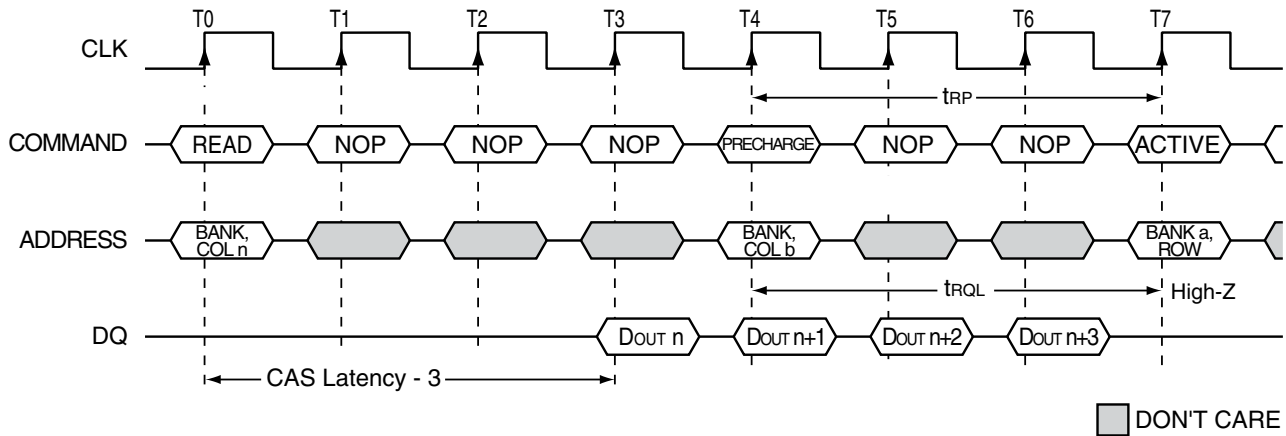 T0 T1 T2 T3 T4 T5 T6 T7
CLK
tRP
COMMAND READ NOP NOP NOP PRECHARGE NOP NOP ACTIVE
ADDRESS BANK, COL n BANK, COL b BANK a, ROW
tRQL High-Z
DQ DOUT n DOUT n+1 DOUT n+2 DOUT n+3
CAS Latency - 3
DON'T CARE